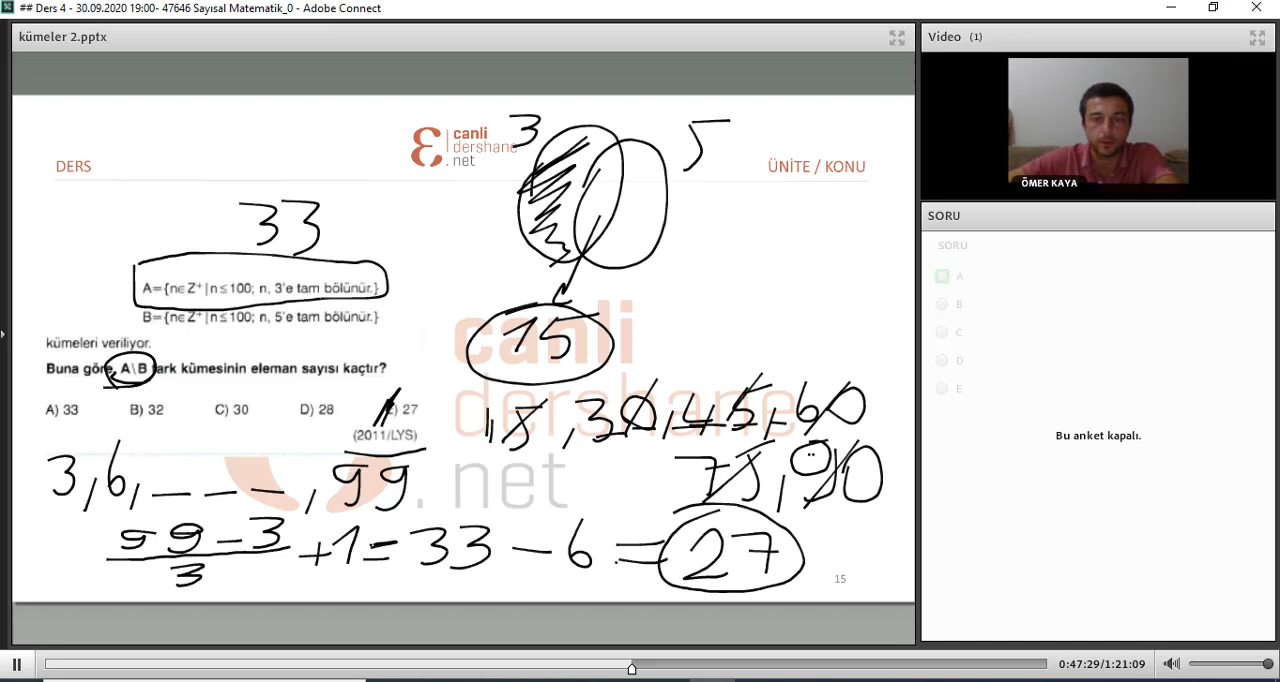 ## Ders 4 - 30.09.2020 19:00- 47646 Sayısal Matematik_0 - Adobe Connect
kümeler 2.pptx
DERS
canli
dershane
.net
ÜNİTE / KONU
3
5
33
A={n∈Z⁺|n≤100; n, 3'e tam bölünür.}
B={n∈Z⁺|n≤100; n, 5'e tam bölünür.}
kümeleri veriliyor.
Buna göre, A\B fark kümesinin eleman sayısı kaçtır?
A) 33 B) 32 C) 30 D) 28 E) 27
(2011/LYS)
15
canli
dershane
.net
15, 30, 45, 60
75, 90
3, 6, _ _ _, 99
99-3
3
+1=33-6=27
15
Video (1)
ÖMER KAYA
SORU
SORU
A
B
C
D
E
Bu anket kapalı.
0:47:29/1:21:09